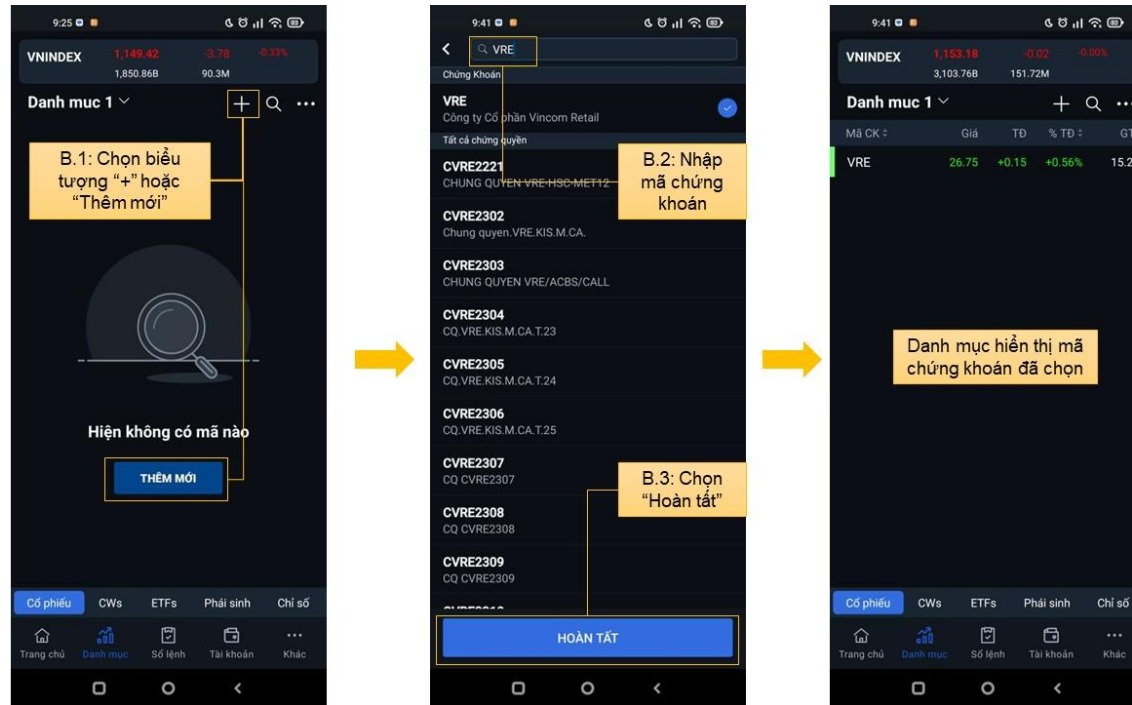 9:25
82
VNINDEX 1,149.42 -3.78 -0.33%
1,850.86B 90.3M
Danh muc 1
B.1: Chọn biểu
tượng “+” hoặc
“Thêm mới”
Hiện không có mã nào
THÊM MỚI
Cổ phiếu CWs ETFs Phái sinh Chỉ số
Trang chủ Danh mục Sổ lệnh Tài khoản Khác
9:41
VRE
Chứng Khoán
VRE
Công ty Cổ phần Vincom Retail
Tất cả chứng quyền
CVRE2221
CHUNG QUYEN VRE-HSC-MET12
B.2: Nhập
mã chứng
khoán
CVRE2302
Chung quyen.VRE.KIS.M.CA.
CVRE2303
CHUNG QUYEN VRE/ACBS/CALL
CVRE2304
CQ.VRE.KIS.M.CA.T.23
CVRE2305
CQ.VRE.KIS.M.CA.T.24
CVRE2306
CQ.VRE.KIS.M.CA.T.25
CVRE2307
CQ CVRE2307
B.3: Chọn
“Hoàn tất”
CVRE2308
CQ CVRE2308
CVRE2309
CQ CVRE2309
HOÀN TẤT
9:41
VNINDEX 1,153.18 -0.02 -0.00%
3,103.76B 151.72M
Danh muc 1
Mã CK Giá TĐ % TĐ GT
VRE 26.75 +0.15 +0.56% 15.2
Danh mục hiển thị mã
chứng khoán đã chọn
Cổ phiếu CWs ETFs Phái sinh Chỉ số
Trang chủ Danh mục Sổ lệnh Tài khoản Khác